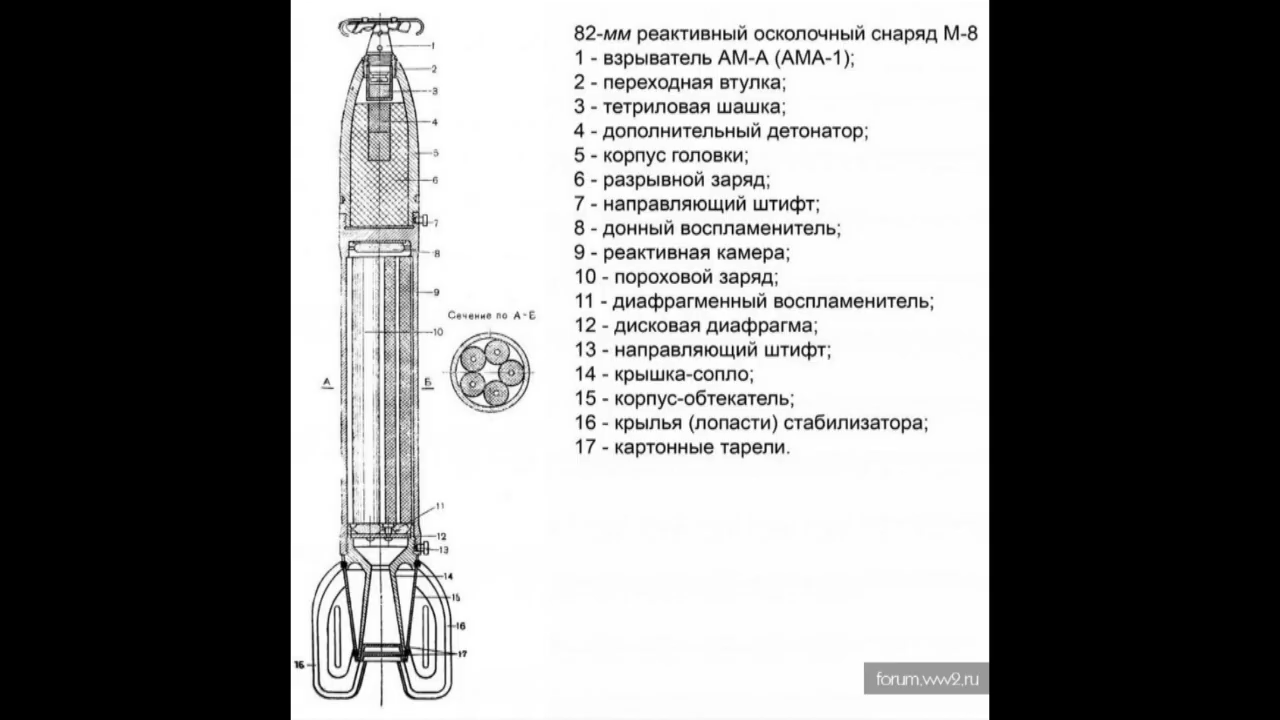 82-мм реактивный осколочный снаряд М-8
1 - взрыватель АМ-А (АМА-1);
2 - переходная втулка;
3 - тетриловая шашка;
4 - дополнительный детонатор;
5 - корпус головки;
6 - разрывной заряд;
7 - направляющий штифт;
8 - донный воспламенитель;
9 - реактивная камера;
10 - пороховой заряд;
11 - диафрагменный воспламенитель;
12 - дисковая диафрагма;
13 - направляющий штифт;
14 - крышка-сопло;
15 - корпус-обтекатель;
16 - крылья (лопасти) стабилизатора;
17 - картонные тарели.
1
2
3
4
5
6
7
8
9
Сечение по А-Б
10
А
Б
11
12
13
14
15
16
17
16
forum.ww2.ru